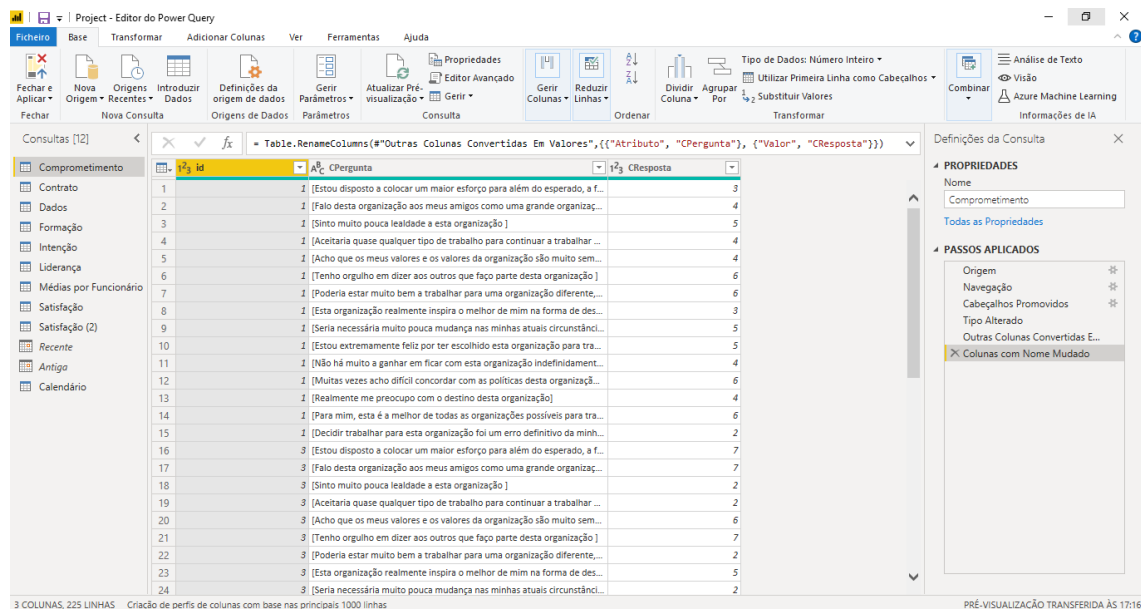 Project - Editor do Power Query
Ficheiro Base Transformar Adicionar Colunas Ver Ferramentas Ajuda
Fechar e Aplicar
Nova Origem
Origens Recentes
Introduzir Dados
Definições da origem de dados
Gerir Parâmetros
Atualizar Pré-visualização
Propriedades
Editor Avançado
Gerir
Gerir Colunas
Reduzir Linhas
Dividir Coluna
Agrupar Por
Tipo de Dados: Número Inteiro
Utilizar Primeira Linha como Cabeçalhos
Substituir Valores
Combinar
Análise de Texto
Visão
Azure Machine Learning
Fechar Nova Consulta Origens de Dados Parâmetros Consulta Ordenar Transformar Informações de IA
Consultas [12]
Comprometimento
Contrato
Dados
Formação
Intenção
Liderança
Médias por Funcionário
Satisfação
Satisfação (2)
Recente
Antiga
Calendário
fx = Table.RenameColumns(#"Outras Colunas Convertidas Em Valores",{{"Atributo", "CPergunta"}, {"Valor", "CResposta"}})
123 id ABC CPergunta 123 CResposta
1 1 [Estou disposto a colocar um maior esforço para além do esperado, a f... 3
2 1 [Falo desta organização aos meus amigos como uma grande organizaç... 4
3 1 [Sinto muito pouca lealdade a esta organização ] 5
4 1 [Aceitaria quase qualquer tipo de trabalho para continuar a trabalhar ... 4
5 1 [Acho que os meus valores e os valores da organização são muito sem... 4
6 1 [Tenho orgulho em dizer aos outros que faço parte desta organização ] 6
7 1 [Poderia estar muito bem a trabalhar para uma organização diferente,... 6
8 1 [Esta organização realmente inspira o melhor de mim na forma de des... 3
9 1 [Seria necessária muito pouca mudança nas minhas atuais circunstânci... 5
10 1 [Estou extremamente feliz por ter escolhido esta organização para tra... 5
11 1 [Não há muito a ganhar em ficar com esta organização indefinidament... 4
12 1 [Muitas vezes acho difícil concordar com as políticas desta organizaçã... 6
13 1 [Realmente me preocupo com o destino desta organização] 4
14 1 [Para mim, esta é a melhor de todas as organizações possíveis para tra... 6
15 1 [Decidir trabalhar para esta organização foi um erro definitivo da minh... 2
16 3 [Estou disposto a colocar um maior esforço para além do esperado, a f... 7
17 3 [Falo desta organização aos meus amigos como uma grande organizaç... 7
18 3 [Sinto muito pouca lealdade a esta organização ] 2
19 3 [Aceitaria quase qualquer tipo de trabalho para continuar a trabalhar ... 2
20 3 [Acho que os meus valores e os valores da organização são muito sem... 6
21 3 [Tenho orgulho em dizer aos outros que faço parte desta organização ] 7
22 3 [Poderia estar muito bem a trabalhar para uma organização diferente,... 2
23 3 [Esta organização realmente inspira o melhor de mim na forma de des... 5
24 3 [Seria necessária muito pouca mudança nas minhas atuais circunstânci... 2
Definições da Consulta
PROPRIEDADES
Nome
Comprometimento
Todas as Propriedades
PASSOS APLICADOS
Origem
Navegação
Cabeçalhos Promovidos
Tipo Alterado
Outras Colunas Convertidas E...
Colunas com Nome Mudado
3 COLUNAS, 225 LINHAS Criação de perfis de colunas com base nas principais 1000 linhas PRÉ-VISUALIZAÇÃO TRANSFERIDA ÀS 17:16